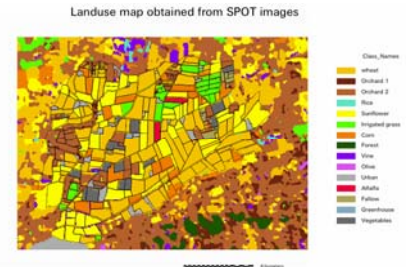 Landuse map obtained from SPOT images
Class_Names
wheat
Orchard 1
Orchard 2
Rice
Sunflower
Irrigated grass
Corn
Forest
Vine
Olive
Urban
Alfalfa
Fallow
Greenhouse
Vegetables